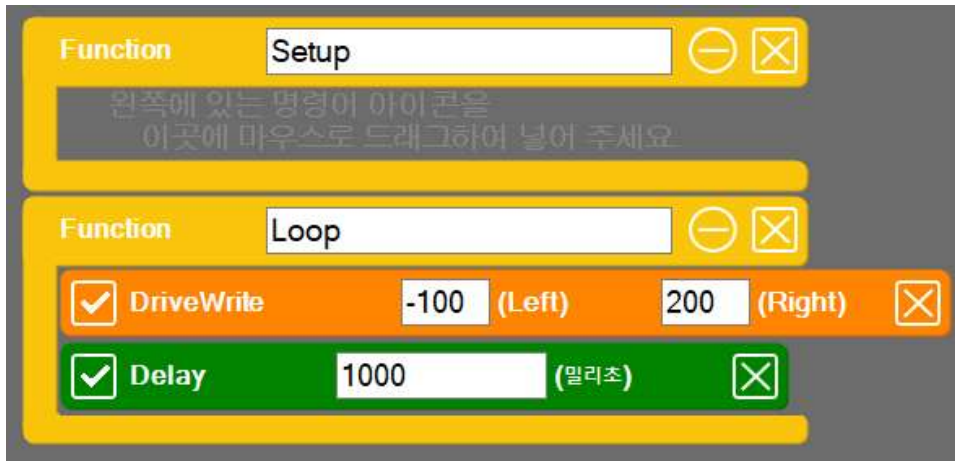 Function Setup
왼쪽에 있는 명령어 아이콘을
이곳에 마우스로 드래그하여 넣어 주세요
Function Loop
DriveWrite -100 (Left) 200 (Right)
Delay 1000 (밀리초)